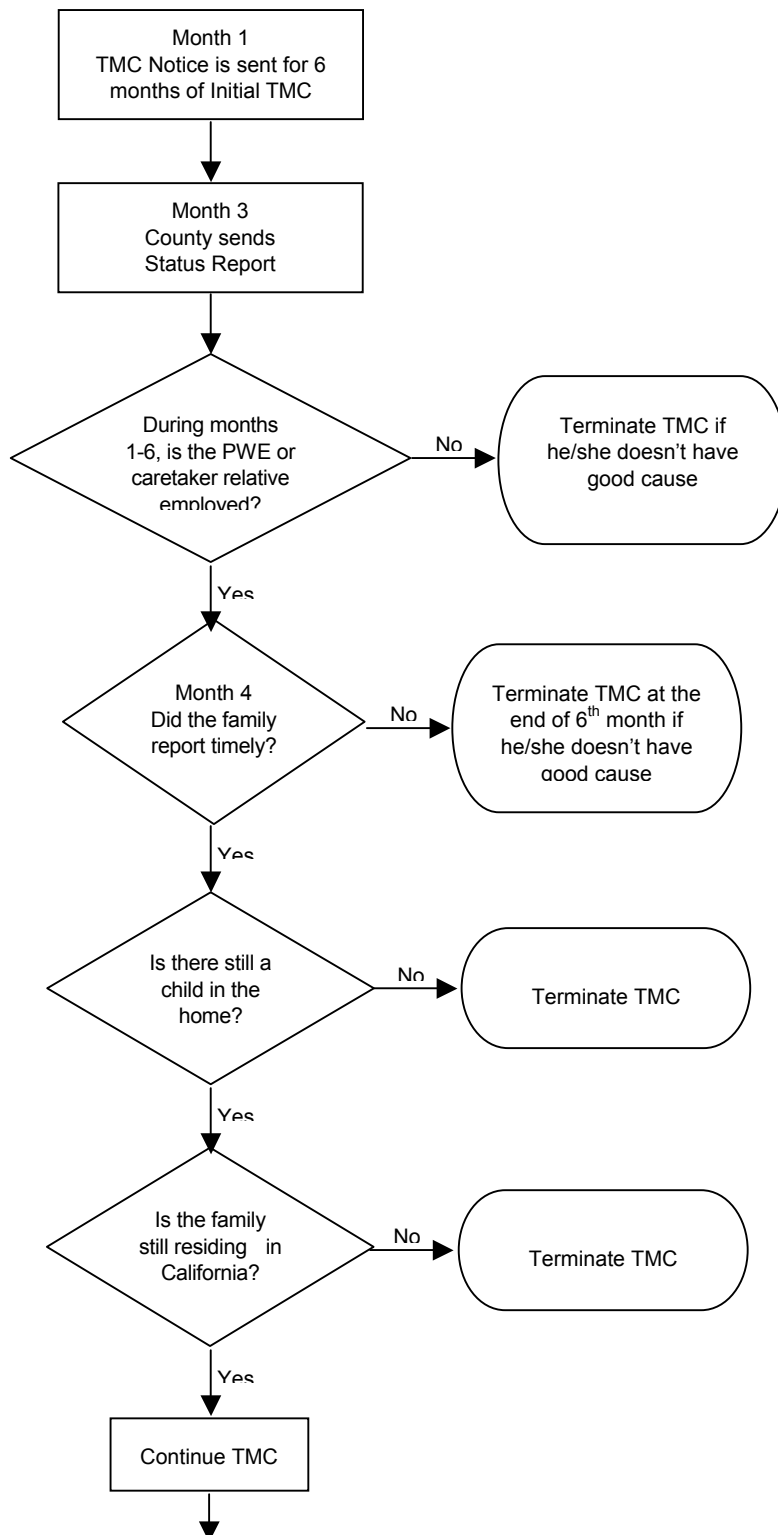 Month 1
TMC Notice is sent for 6
months of Initial TMC
Month 3
County sends
Status Report
During months
1-6, is the PWE or
caretaker relative
employed?
No
Terminate TMC if
he/she doesn't have
good cause
Yes
Month 4
Did the family
report timely?
No
Terminate TMC at the
end of 6th month if
he/she doesn't have
good cause
Yes
Is there still a
child in the
home?
No
Terminate TMC
Yes
Is the family
still residing in
California?
No
Terminate TMC
Yes
Continue TMC